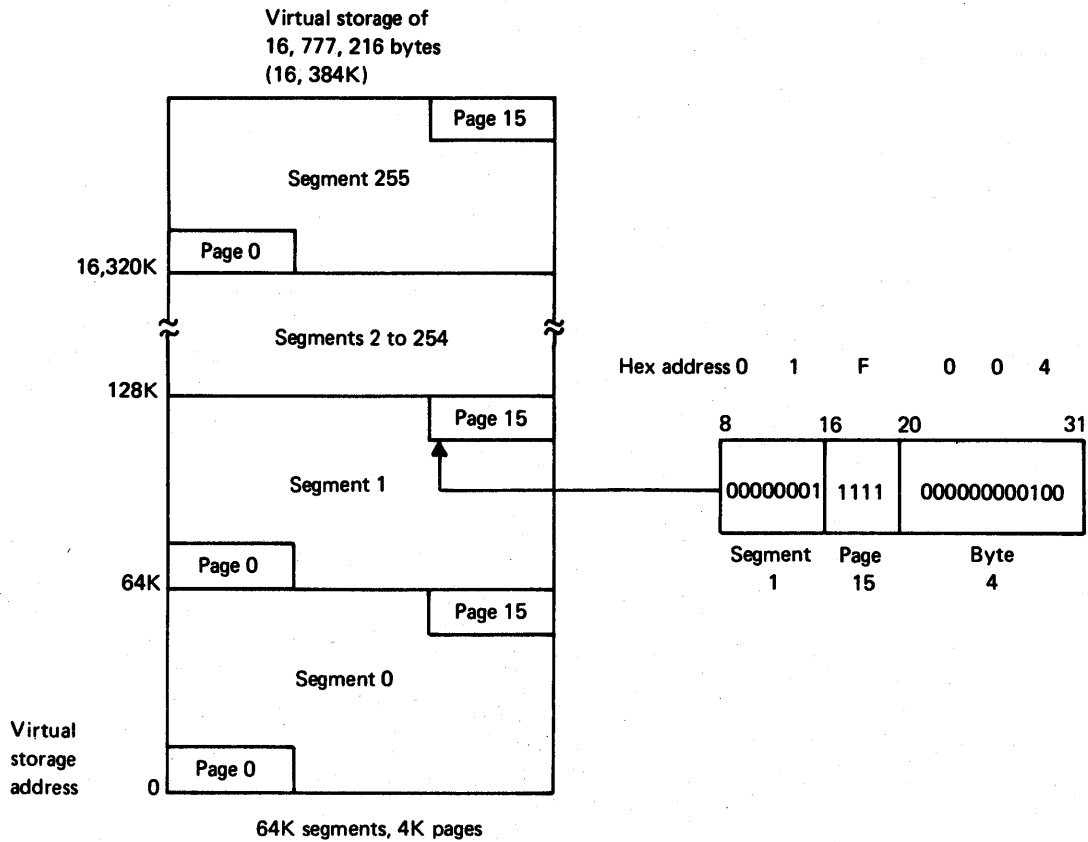 Virtual storage of
16, 777, 216 bytes
(16, 384K)
Page 15
Segment 255
Page 0
16,320K
Segments 2 to 254
128K
Page 15
Segment 1
Page 0
64K
Page 15
Segment 0
Virtual
storage
address
Page 0
0
64K segments, 4K pages
Hex address 0 1 F 0 0 4
8 16 20 31
00000001 1111 000000000100
Segment Page Byte
1 15 4